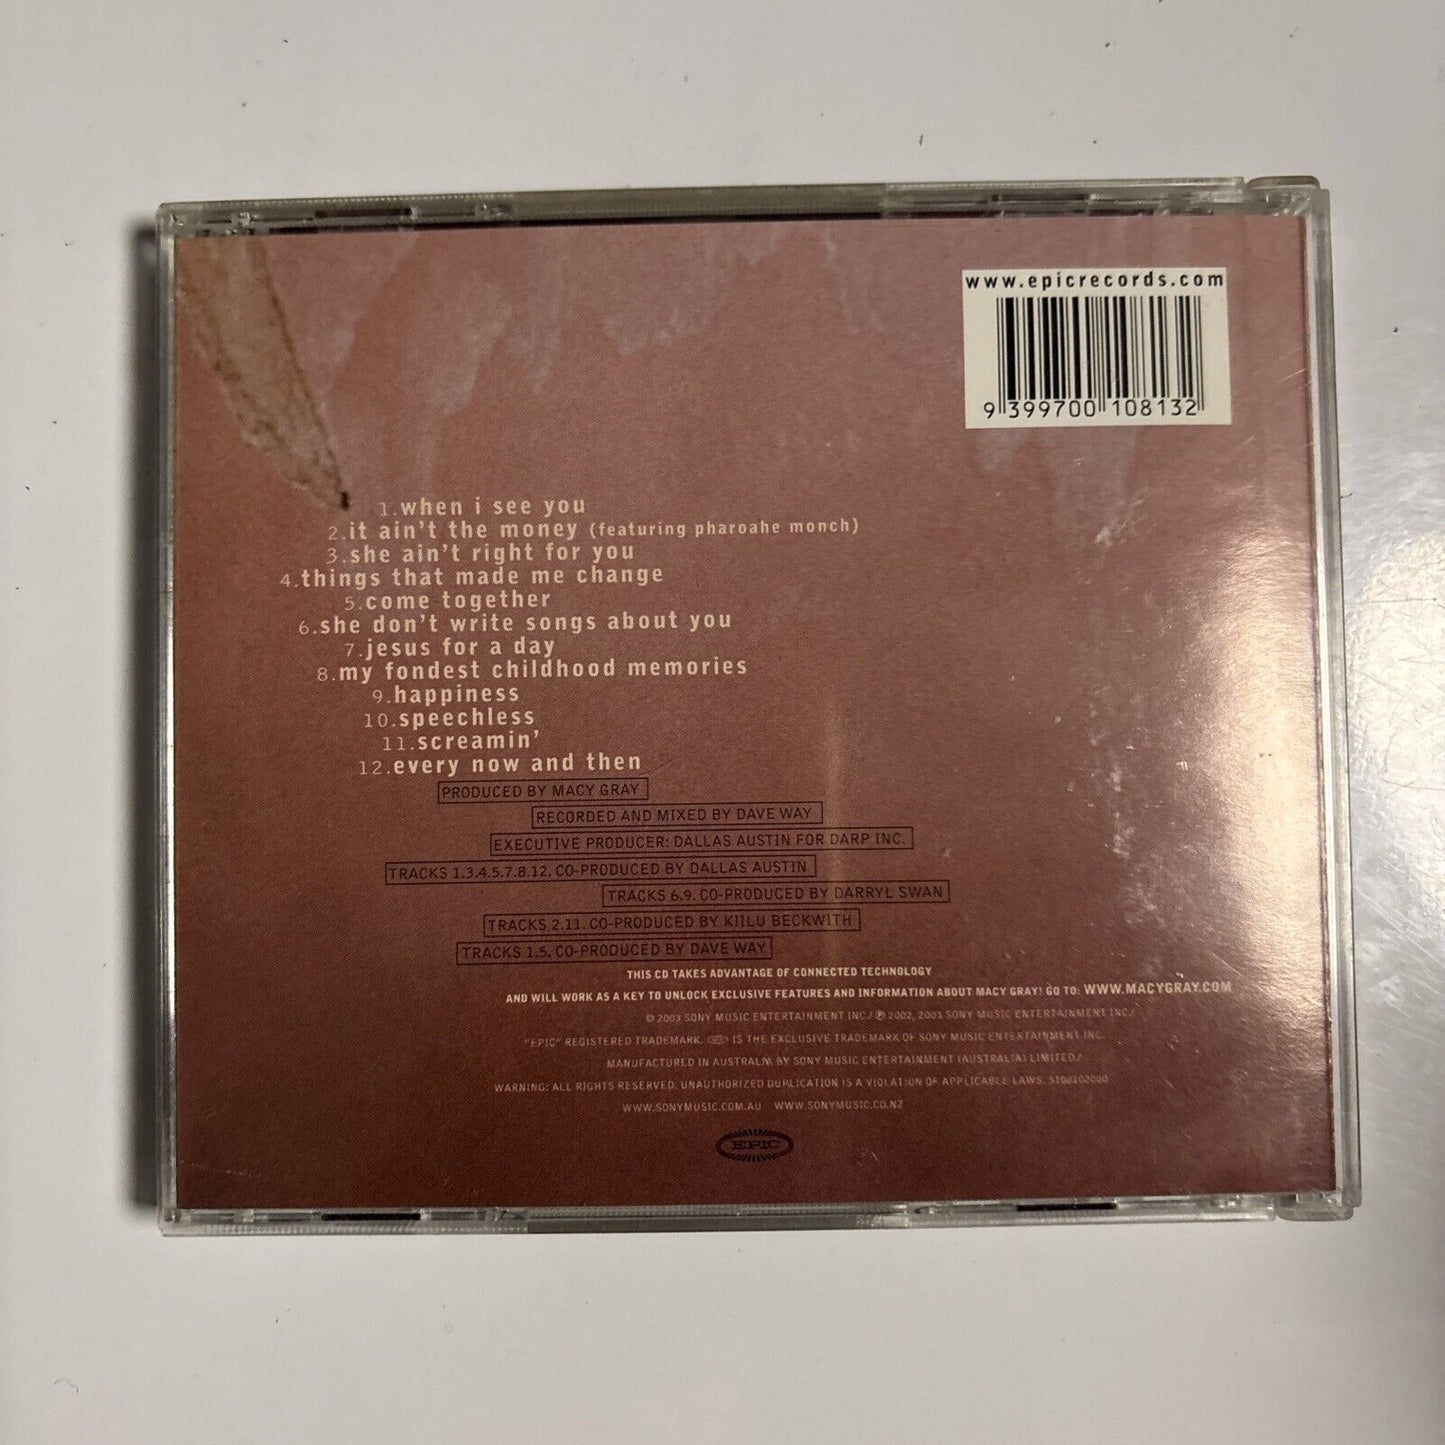 www.epicrecords.com
9 399700 108132
1.when i see you
2.it ain't the money (featuring pharoahe monch)
3.she ain't right for you
4.things that made me change
5.come together
6.she don't write songs about you
7.jesus for a day
8.my fondest childhood memories
9.happiness
10.speechless
11.screamin'
12.every now and then
PRODUCED BY MACY GRAY
RECORDED AND MIXED BY DAVE WAY
EXECUTIVE PRODUCER: DALLAS AUSTIN FOR DARP INC.
TRACKS 1.3.4.5.7.8.12. CO-PRODUCED BY DALLAS AUSTIN
TRACKS 6.9. CO-PRODUCED BY DARRYL SWAN
TRACKS 2.11. CO-PRODUCED BY KIILU BECKWITH
TRACKS 1.5. CO-PRODUCED BY DAVE WAY
THIS CD TAKES ADVANTAGE OF CONNECTED TECHNOLOGY
AND WILL WORK AS A KEY TO UNLOCK EXCLUSIVE FEATURES AND INFORMATION ABOUT MACY GRAY! GO TO: WWW.MACYGRAY.COM
© 2003 SONY MUSIC ENTERTAINMENT INC./ ℗ 2002, 2003 SONY MUSIC ENTERTAINMENT INC./
"EPIC" REGISTERED TRADEMARK. IS THE EXCLUSIVE TRADEMARK OF SONY MUSIC ENTERTAINMENT INC.
MANUFACTURED IN AUSTRALIA BY SONY MUSIC ENTERTAINMENT (AUSTRALIA) LIMITED/
WARNING: ALL RIGHTS RESERVED. UNAUTHORIZED DUPLICATION IS A VIOLATION OF APPLICABLE LAWS.
WWW.SONYMUSIC.COM.AU WWW.SONYMUSIC.CO.NZ
EPIC